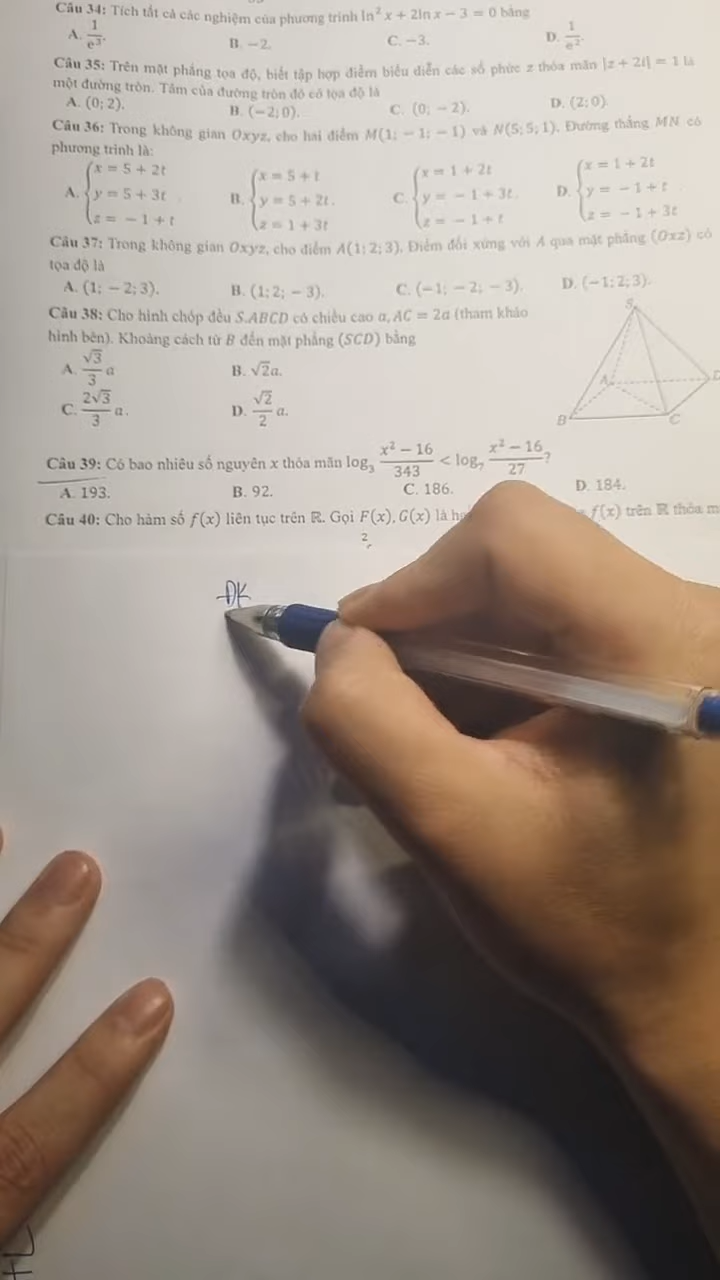 Câu 34: Tích tất cả các nghiệm của phương trình ln² x + 2ln x − 3 = 0 bằng
A. 1/e³. B. −2. C. −3. D. 1/e².
Câu 35: Trên mặt phẳng tọa độ, biết tập hợp điểm biểu diễn các số phức z thỏa mãn |z + 2i| = 1 là
một đường tròn. Tâm của đường tròn đó có tọa độ là
A. (0; 2). B. (−2; 0). C. (0; −2). D. (2; 0).
Câu 36: Trong không gian Oxyz, cho hai điểm M(1; −1; −1) và N(5; 5; 1). Đường thẳng MN có
phương trình là:
A. {x = 5 + 2t B. {x = 5 + t C. {x = 1 + 2t D. {x = 1 + 2t
y = 5 + 3t. y = 5 + 2t. y = −1 + 3t. y = −1 + t.
z = −1 + t z = 1 + 3t z = −1 + t z = −1 + 3t
Câu 37: Trong không gian Oxyz, cho điểm A(1; 2; 3). Điểm đối xứng với A qua mặt phẳng (Oxz) có
tọa độ là
A. (1; −2; 3). B. (1; 2; −3). C. (−1; −2; −3). D. (−1; 2; 3).
Câu 38: Cho hình chóp đều S.ABCD có chiều cao a, AC = 2a (tham khảo
hình bên). Khoảng cách từ B đến mặt phẳng (SCD) bằng
A. √3/3 a B. √2a.
C. 2√3/3 a. D. √2/2 a.
S
A
D
B
C
Câu 39: Có bao nhiêu số nguyên x thỏa mãn log₃ (x² − 16)/343 < log₇ (x² − 16)/27?
A. 193. B. 92. C. 186. D. 184.
Câu 40: Cho hàm số f(x) liên tục trên ℝ. Gọi F(x), G(x) là f(x) trên ℝ thỏa
2
ĐK